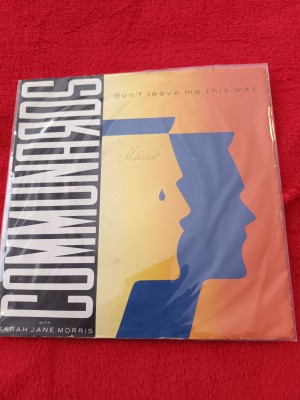 COMMUNARDS
don't leave me this way
with
SARAH JANE MORRIS